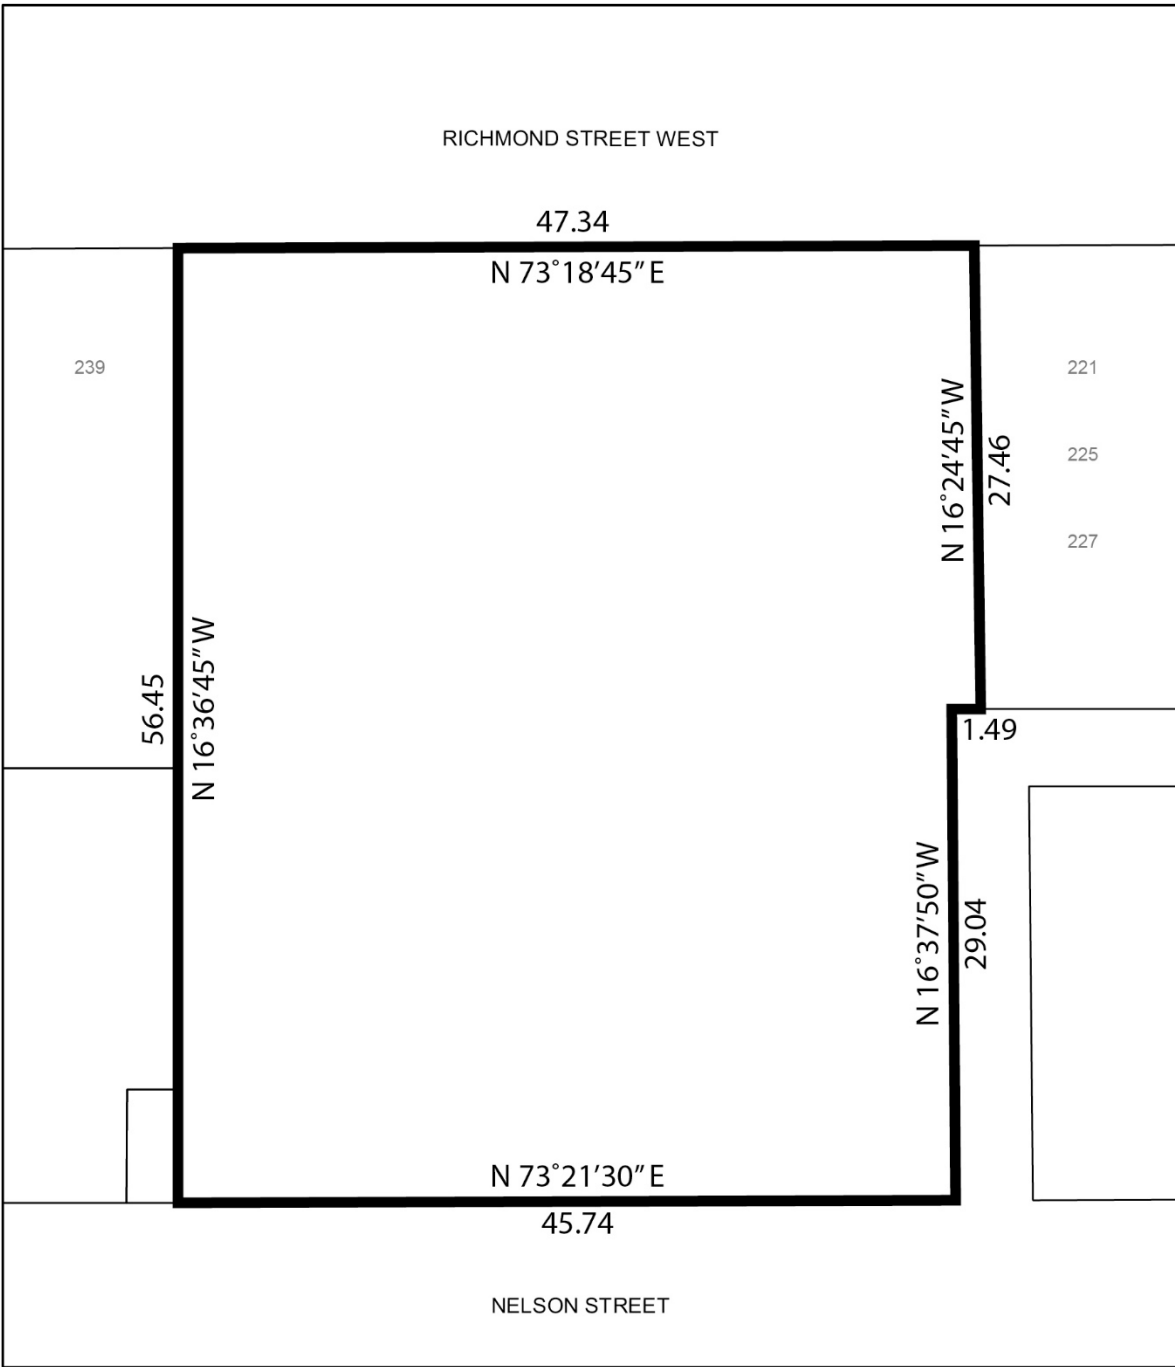 RICHMOND STREET WEST
47.34
N 73°18'45" E
239
221
225
227
N 16°24'45" W
27.46
56.45
N 16°36'45" W
1.49
N 16°37'50" W
29.04
N 73°21'30" E
45.74
NELSON STREET